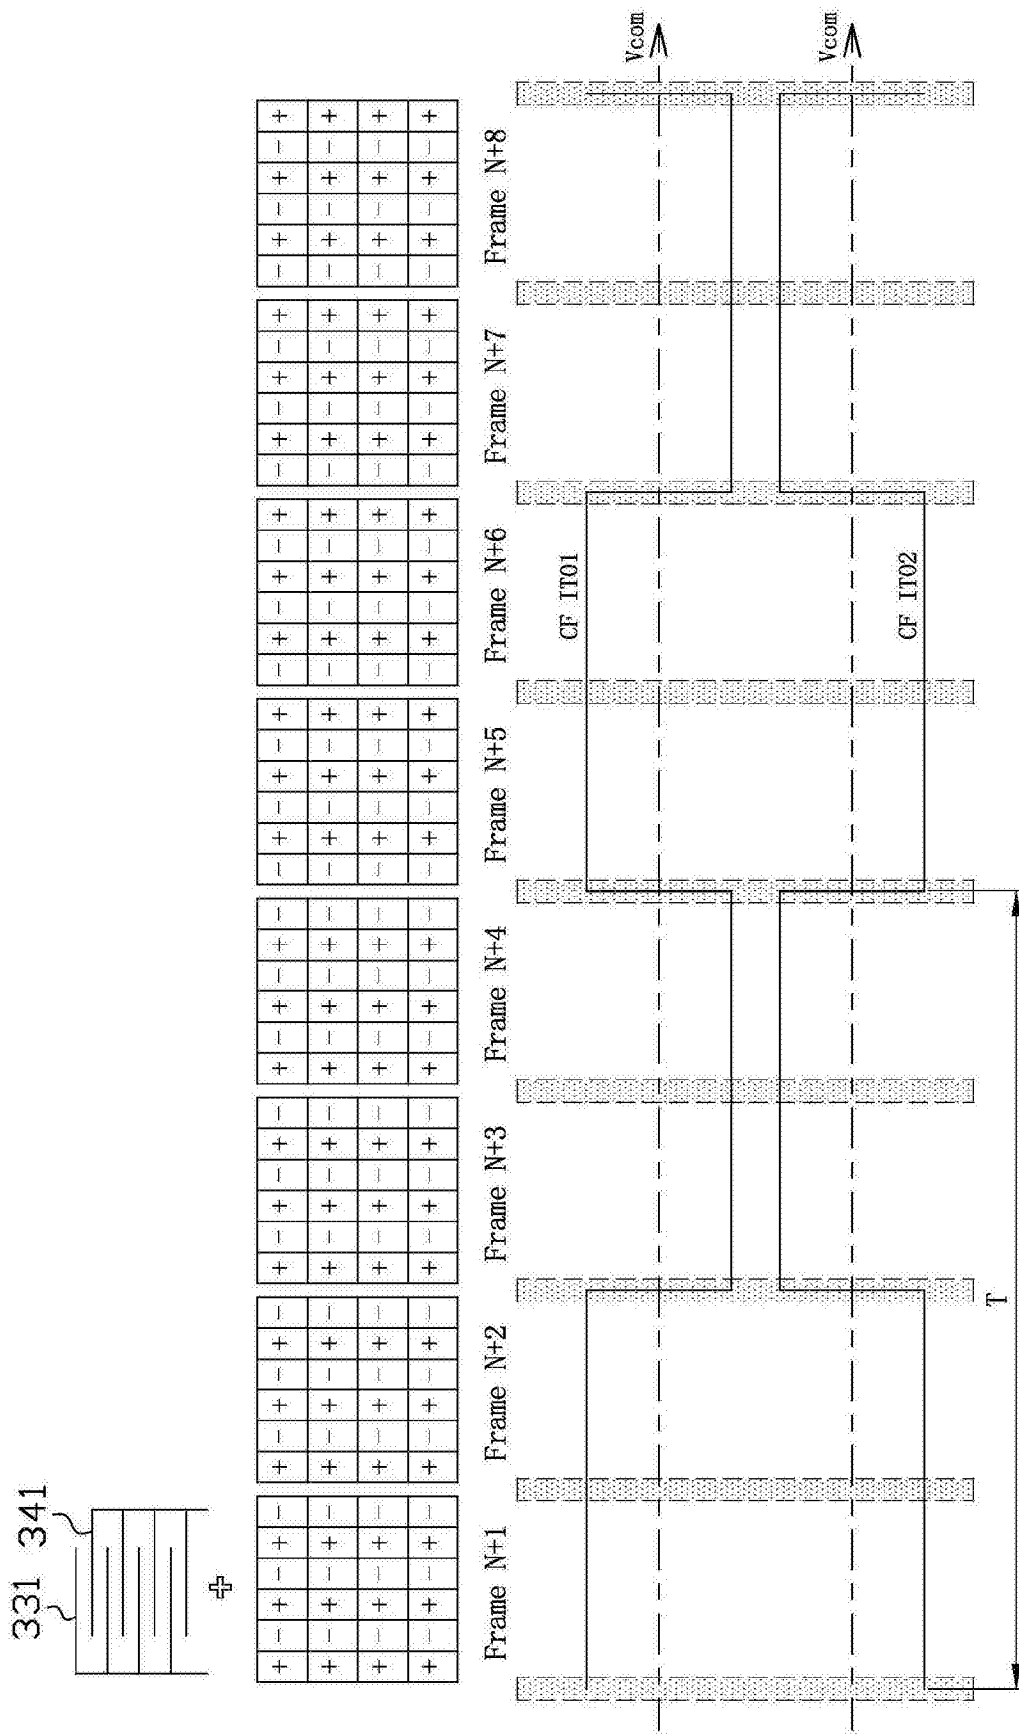 331 341
+ − + − + − + − + − + − + − + − + − + − + − + − − + − + − + − + − + − + − + − + − + − + − + − +
+ − + − + − + − + − + − + − + − + − + − + − + − − + − + − + − + − + − + − + − + − + − + − + − +
+ − + − + − + − + − + − + − + − + − + − + − + − − + − + − + − + − + − + − + − + − + − + − + − +
+ − + − + − + − + − + − + − + − + − + − + − + − − + − + − + − + − + − + − + − + − + − + − + − +
Frame N+1 Frame N+2 Frame N+3 Frame N+4 Frame N+5 Frame N+6 Frame N+7 Frame N+8
CF ITO1
Vcom
Vcom
CF ITO2
T